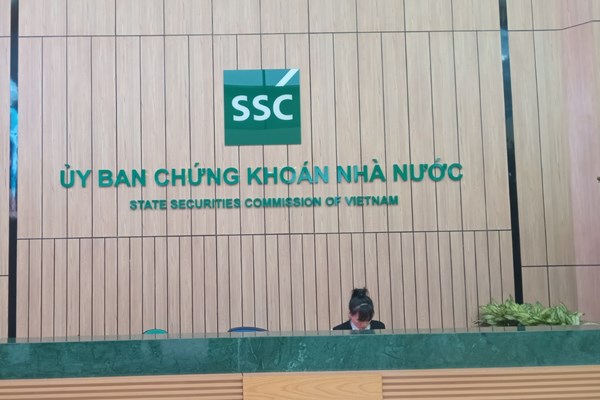 SSC
ỦY BAN CHỨNG KHOÁN NHÀ NƯỚC
STATE SECURITIES COMMISSION OF VIETNAM